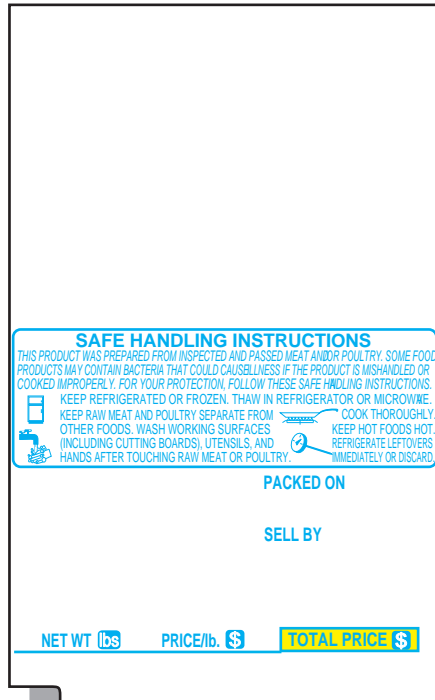 SAFE HANDLING INSTRUCTIONS
THIS PRODUCT WAS PREPARED FROM INSPECTED AND PASSED MEAT AND/OR POULTRY. SOME FOOD
PRODUCTS MAY CONTAIN BACTERIA THAT COULD CAUSE ILLNESS IF THE PRODUCT IS MISHANDLED OR
COOKED IMPROPERLY. FOR YOUR PROTECTION, FOLLOW THESE SAFE HANDLING INSTRUCTIONS.
KEEP REFRIGERATED OR FROZEN. THAW IN REFRIGERATOR OR MICROWAVE.
KEEP RAW MEAT AND POULTRY SEPARATE FROM
OTHER FOODS. WASH WORKING SURFACES
(INCLUDING CUTTING BOARDS), UTENSILS, AND
HANDS AFTER TOUCHING RAW MEAT OR POULTRY.
COOK THOROUGHLY.
KEEP HOT FOODS HOT.
REFRIGERATE LEFTOVERS
IMMEDIATELY OR DISCARD.
PACKED ON
SELL BY
NET WT lbs PRICE/lb. $ TOTAL PRICE $